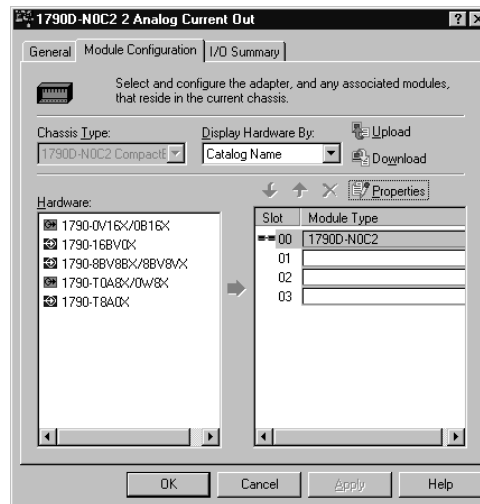 1790D-N0C2 2 Analog Current Out
General Module Configuration I/O Summary
Select and configure the adapter, and any associated modules,
that reside in the current chassis.
Chassis Type: Display Hardware By: Upload
1790D-N0C2 CompactB Catalog Name Download
Properties
Hardware:
Slot Module Type
1790-0V16X/0B16X
00 1790D-N0C2
1790-16BV0X
01
1790-8BV8BX/8BV8VX
02
1790-T0A8X/0W8X
03
1790-T8A0X
OK Cancel Apply Help